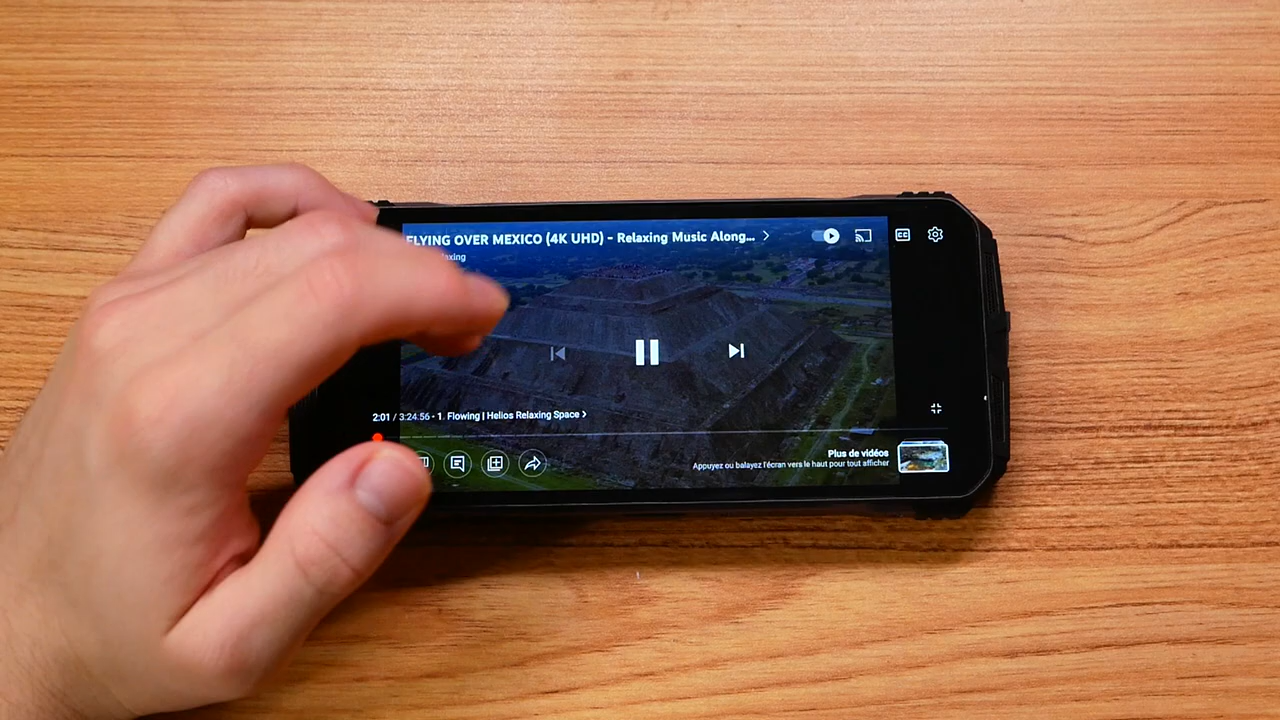 FLYING OVER MEXICO (4K UHD) - Relaxing Music Along...
2:01 / 3:24:56 • 1. Flowing | Helios Relaxing Space
Plus de vidéos
Appuyez ou balayez l'écran vers le haut pour tout afficher
CC